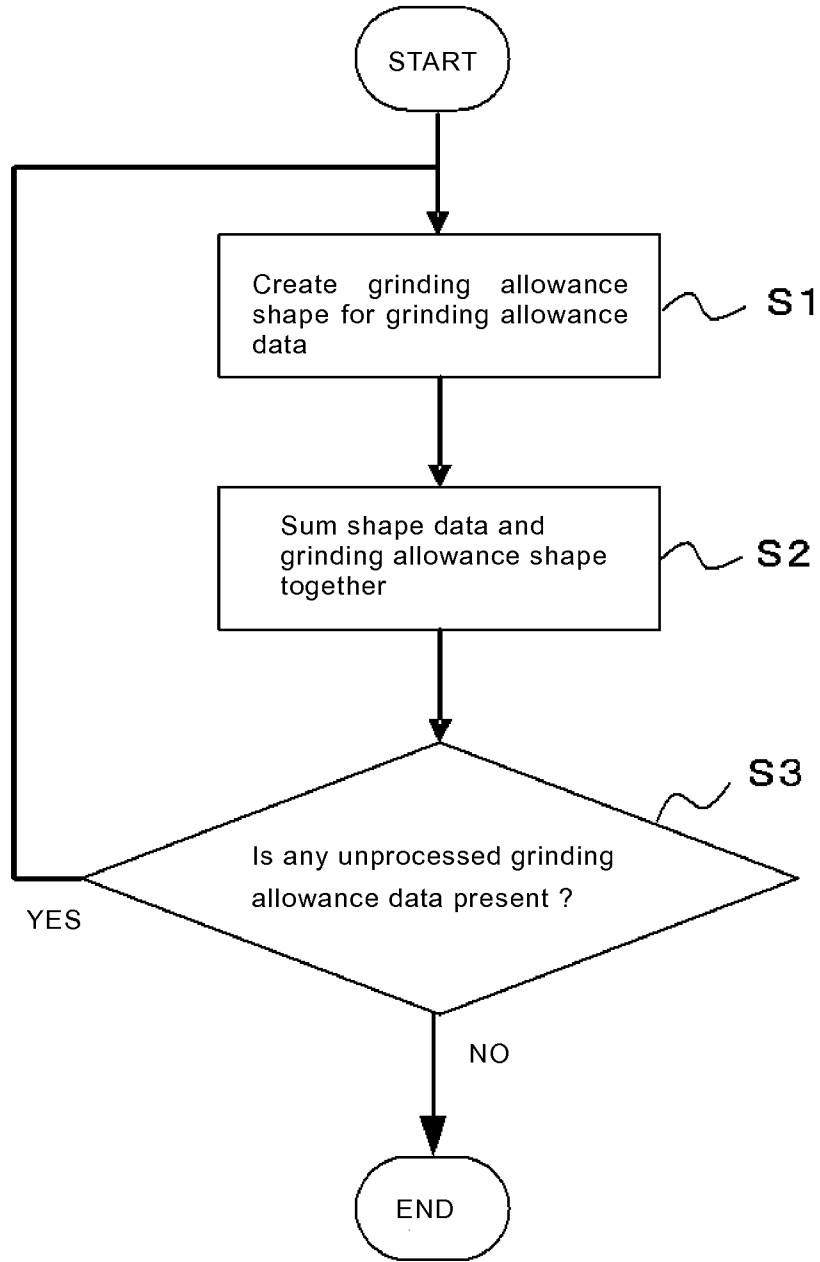 START
Create grinding allowance
shape for grinding allowance
data
S1
Sum shape data and
grinding allowance shape
together
S2
S3
Is any unprocessed grinding
allowance data present ?
YES
NO
END